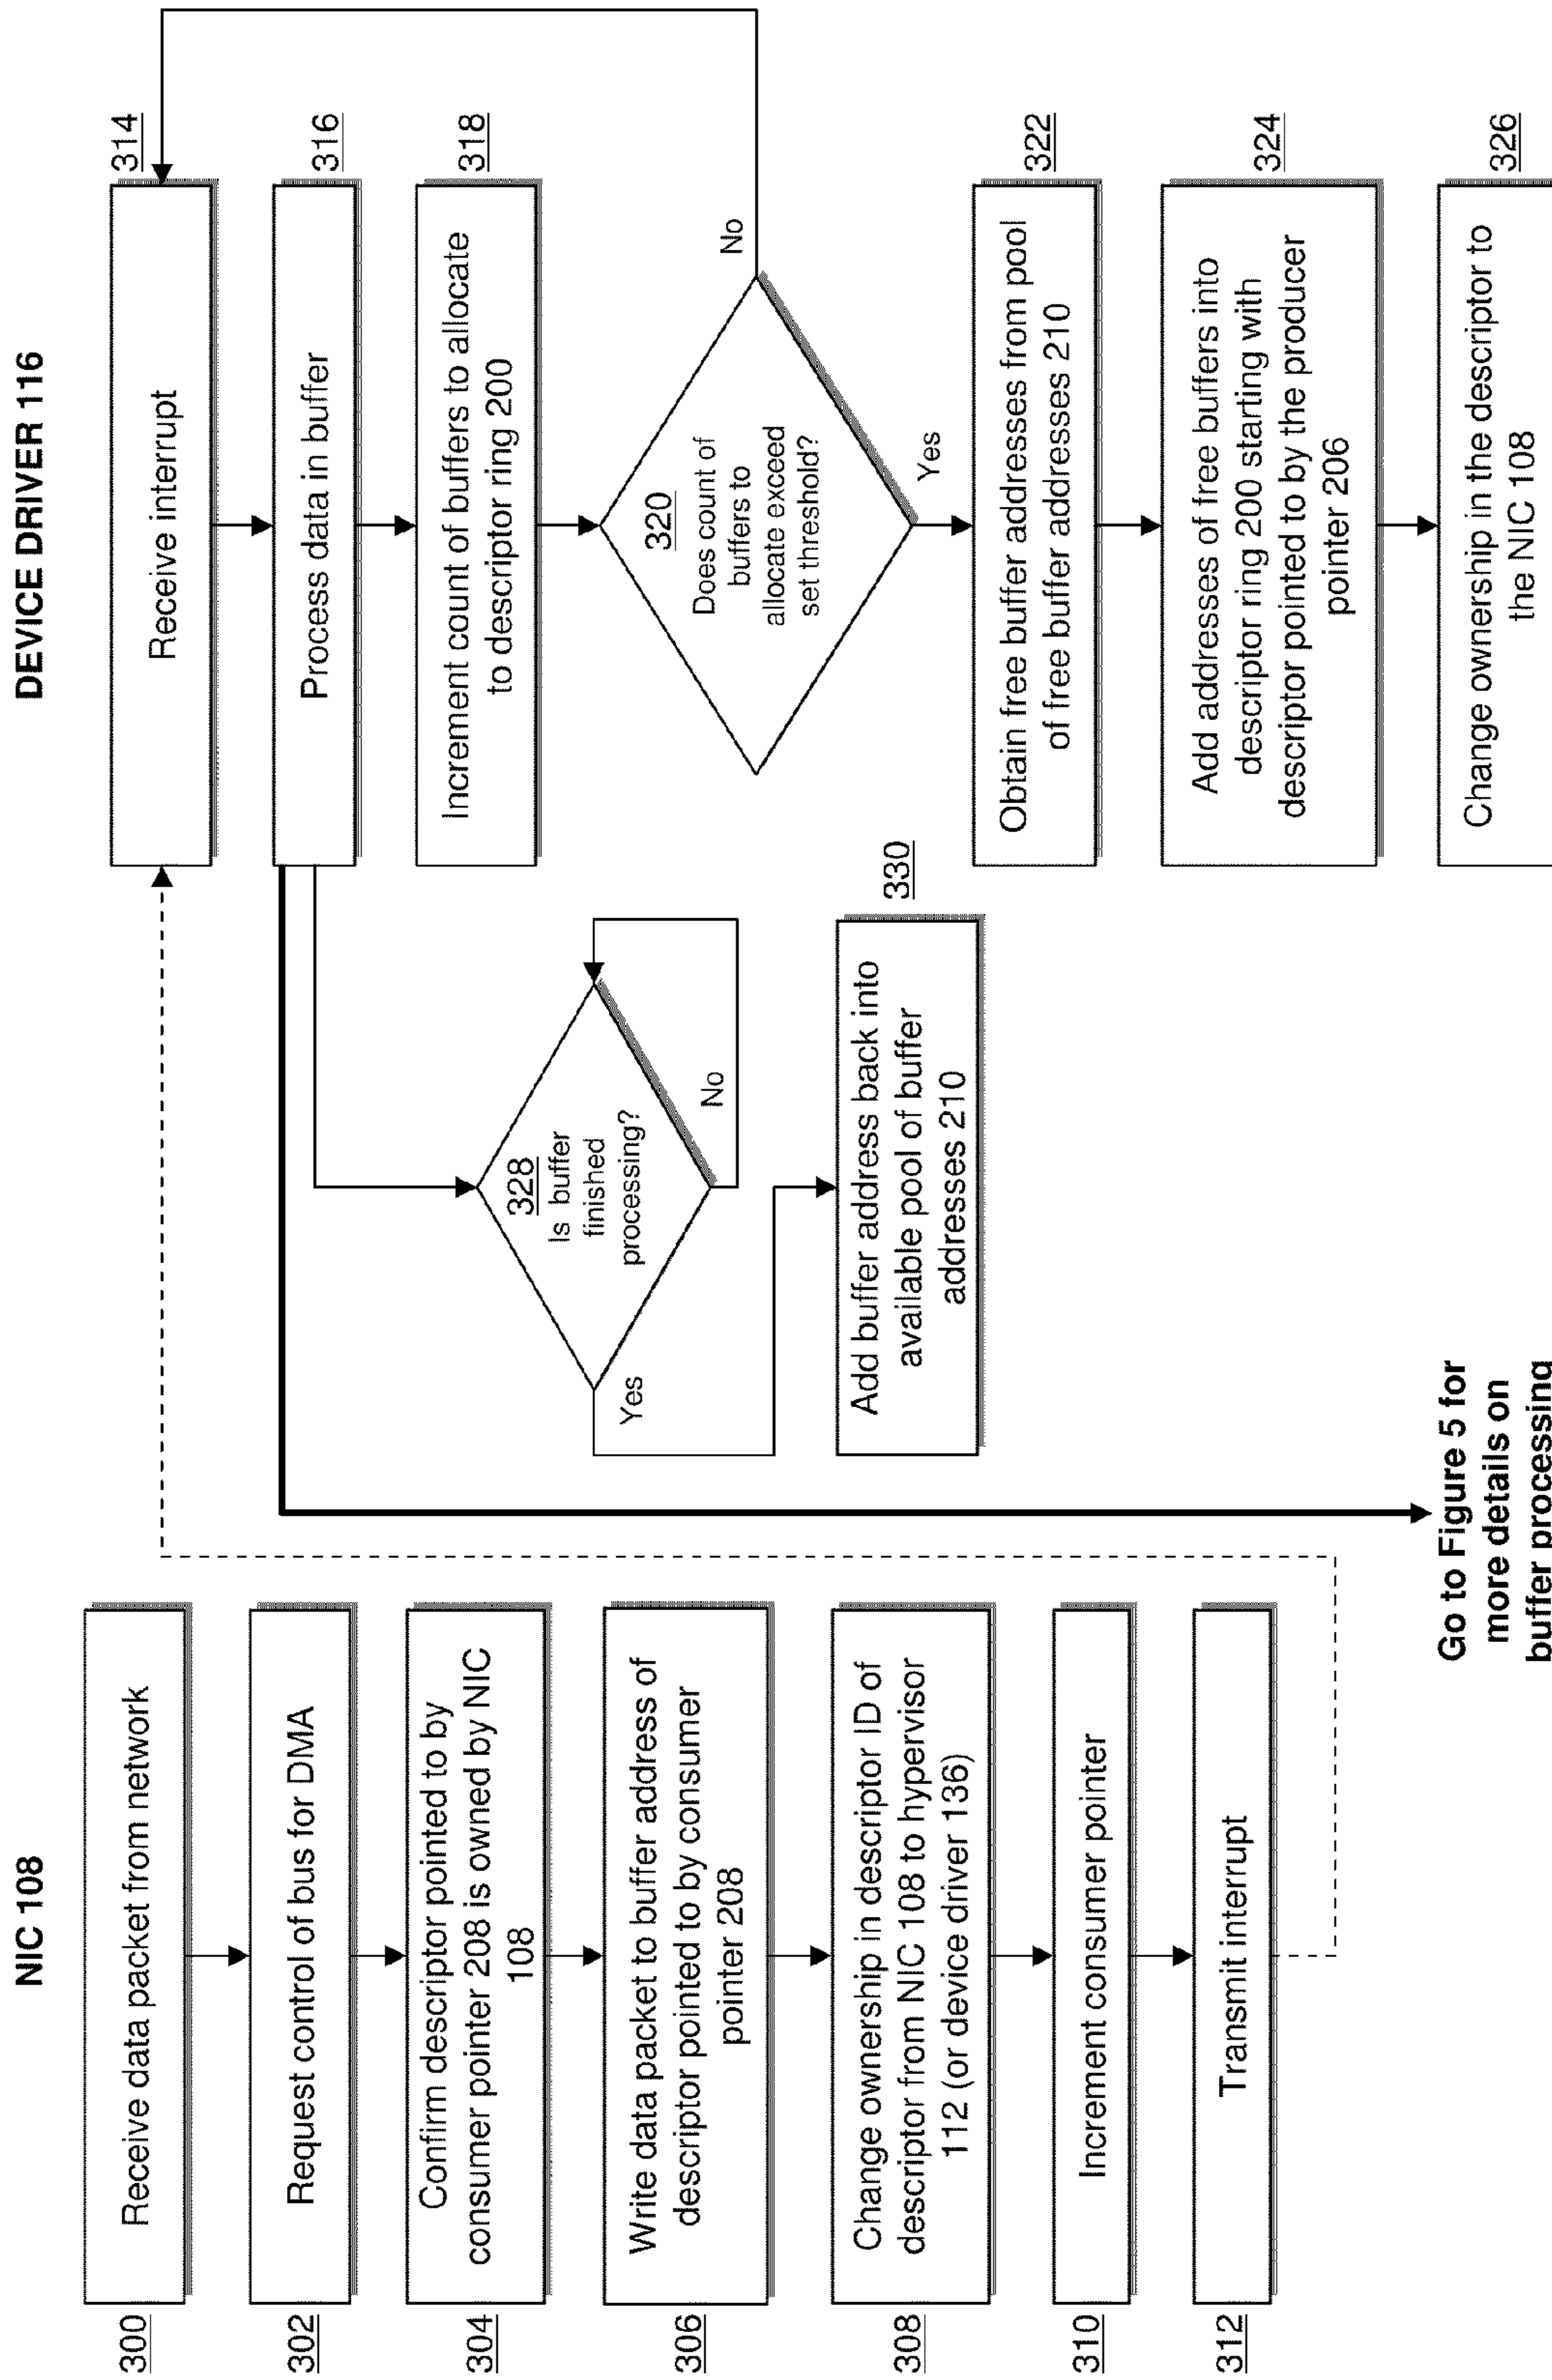 NIC 108
300
Receive data packet from network
302
Request control of bus for DMA
304
Confirm descriptor pointed to by
consumer pointer 208 is owned by NIC
108
306
Write data packet to buffer address of
descriptor pointed to by consumer
pointer 208
308
Change ownership in descriptor ID of
descriptor from NIC 108 to hypervisor
112 (or device driver 136)
310
Increment consumer pointer
312
Transmit interrupt
DEVICE DRIVER 116
314
Receive interrupt
316
Process data in buffer
318
Increment count of buffers to allocate
to descriptor ring 200
320
Does count of
buffers to
allocate exceed
set threshold?
No
Yes
322
Obtain free buffer addresses from pool
of free buffer addresses 210
324
Add addresses of free buffers into
descriptor ring 200 starting with
descriptor pointed to by the producer
pointer 206
326
Change ownership in the descriptor to
the NIC 108
328
Is buffer
finished
processing?
No
Yes
330
Add buffer address back into
available pool of buffer
addresses 210
Go to Figure 5 for
more details on
buffer processing